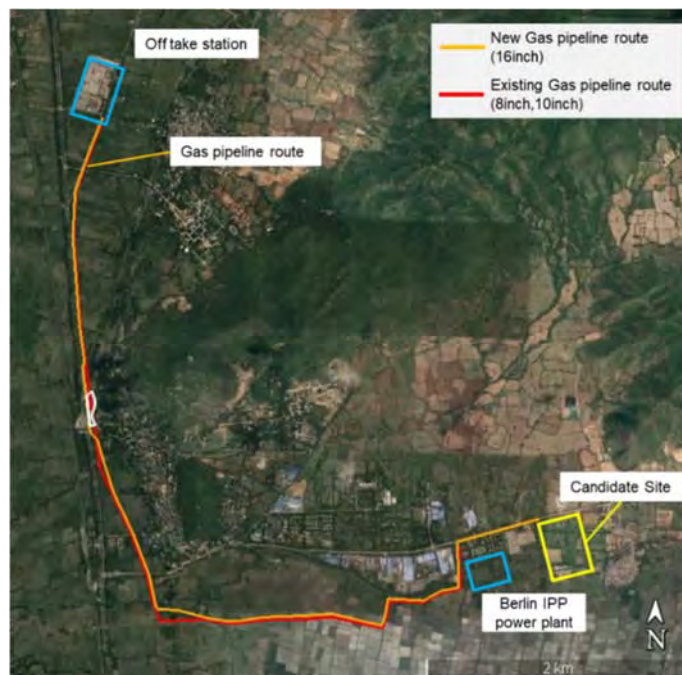 Off take station
New Gas pipeline route
(16inch)
Existing Gas pipeline route
(8inch,10inch)
Gas pipeline route
Candidate Site
Berlin IPP
power plant
N
2 km